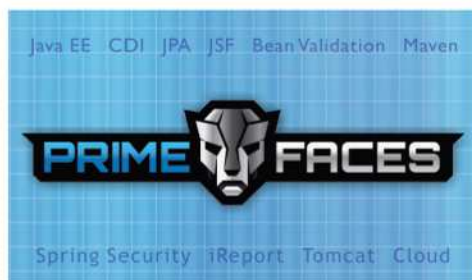 Java EE CDI JPA JSF Bean Validation Maven
PRIME FACES
Spring Security iReport Tomcat Cloud